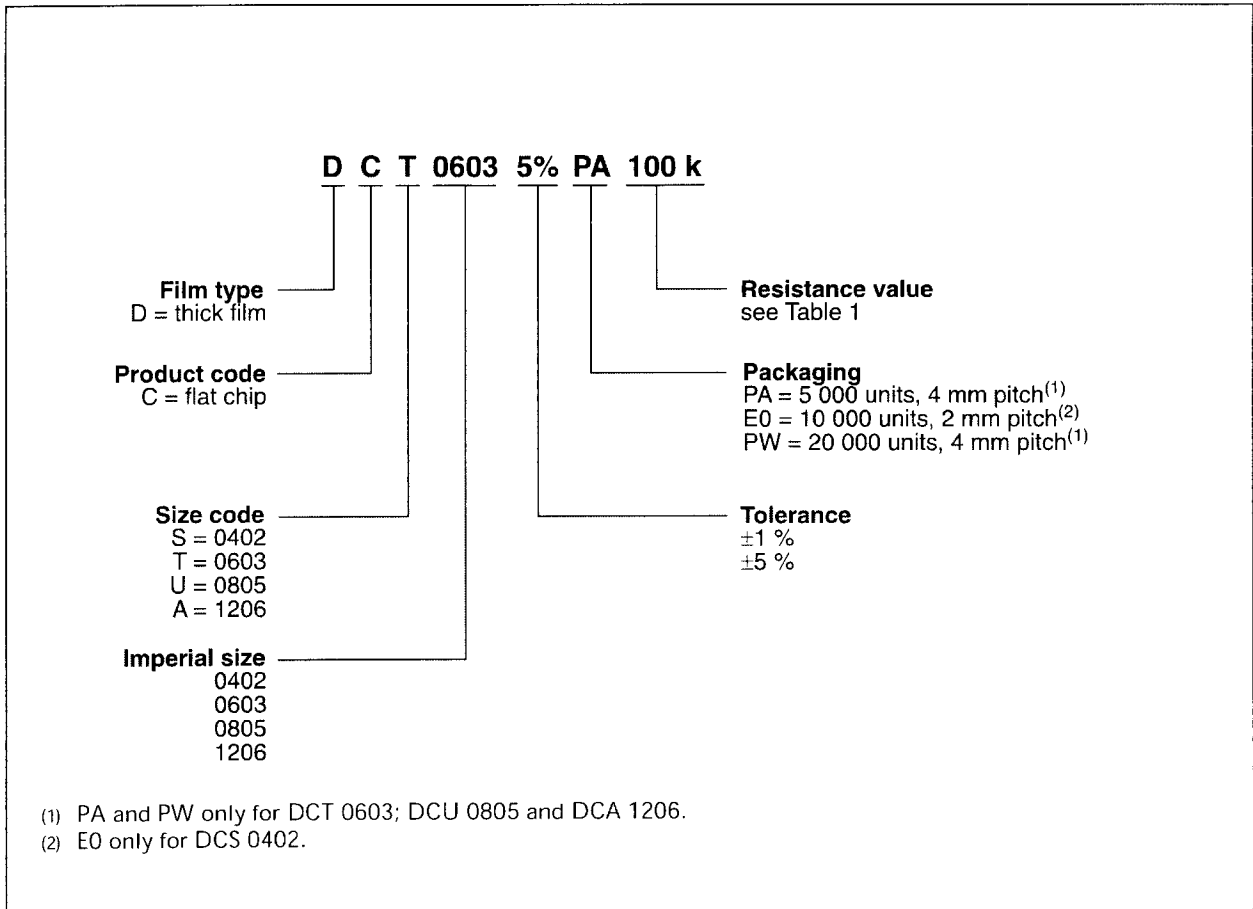 D C T 0603 5% PA 100 k
Film type
D = thick film
Product code
C = flat chip
Size code
S = 0402
T = 0603
U = 0805
A = 1206
Imperial size
0402
0603
0805
1206
Resistance value
see Table 1
Packaging
PA = 5 000 units, 4 mm pitch(1)
E0 = 10 000 units, 2 mm pitch(2)
PW = 20 000 units, 4 mm pitch(1)
Tolerance
±1 %
±5 %
(1) PA and PW only for DCT 0603; DCU 0805 and DCA 1206.
(2) E0 only for DCS 0402.